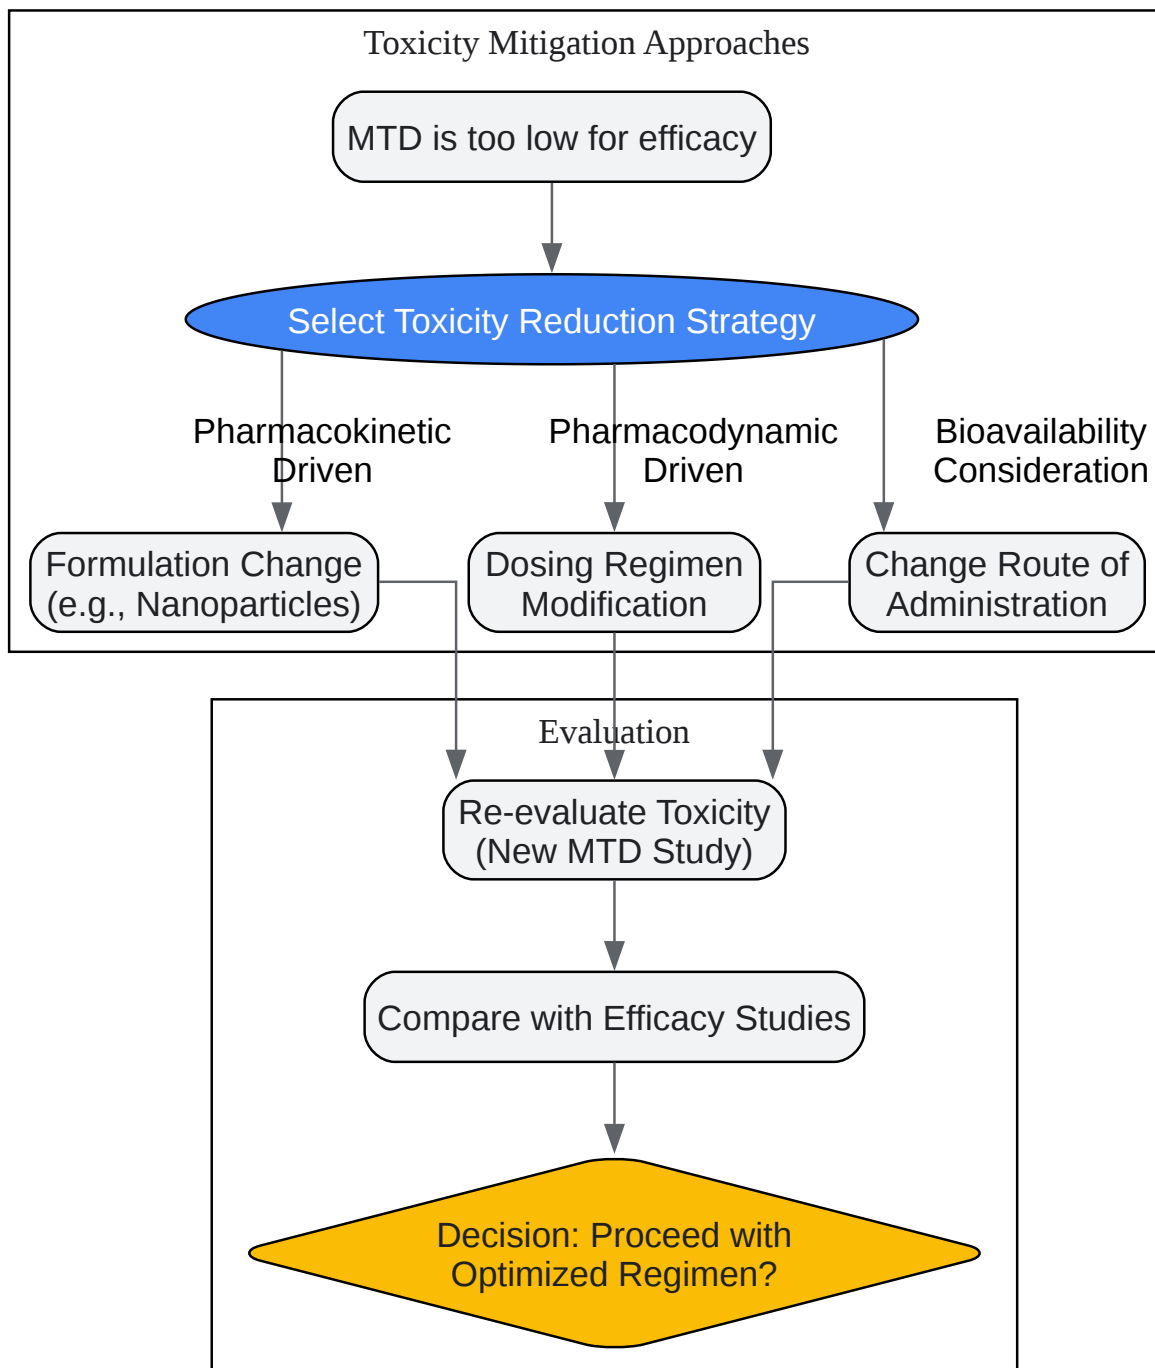 Toxicity Mitigation Approaches
MTD is too low for efficacy
Select Toxicity Reduction Strategy
Pharmacokinetic
Driven
Pharmacodynamic
Driven
Bioavailability
Consideration
Formulation Change
(e.g., Nanoparticles)
Dosing Regimen
Modification
Change Route of
Administration
Evaluation
Re-evaluate Toxicity
(New MTD Study)
Compare with Efficacy Studies
Decision: Proceed with
Optimized Regimen?